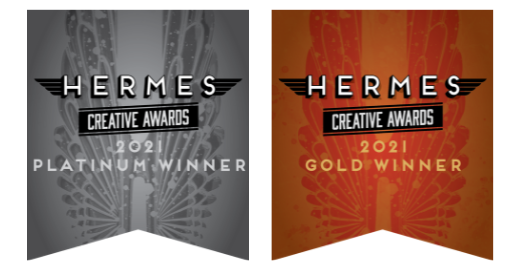 HERMES
CREATIVE AWARDS
2021
PLATINUM WINNER
HERMES
CREATIVE AWARDS
2021
GOLD WINNER